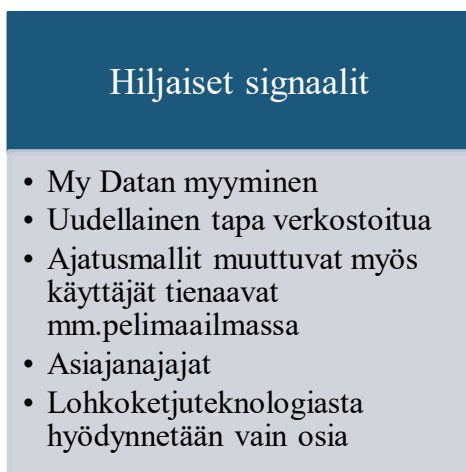 Hiljaiset signaalit
• My Datan myyminen
• Uudellainen tapa verkostoitua
• Ajatusmallit muuttuvat myös
käyttäjät tienaavat
mm.pelimaailmassa
• Asiajanajajat
• Lohkoketjuteknologiasta
hyödynnetään vain osia